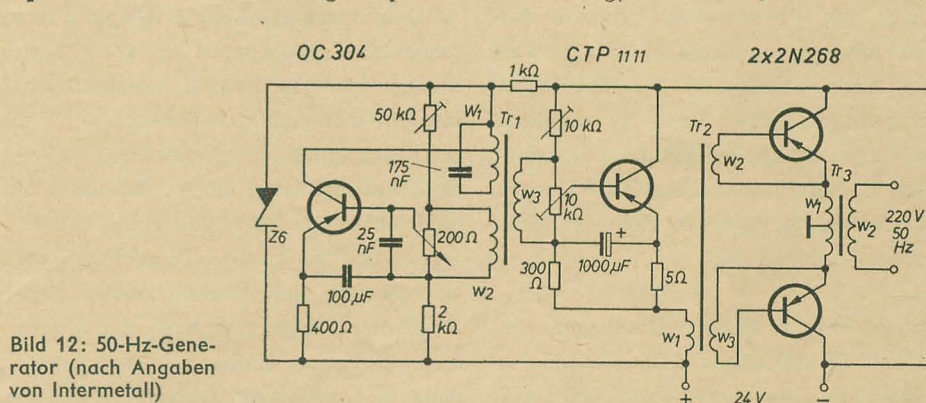 OC 304
CTP 1111
2x2N268
1 kΩ
50 kΩ
W1
Tr1
10 kΩ
Tr2
w2
175 nF
w3
10 kΩ
Tr3
w1
w2
220 V
50 Hz
Z6
25 nF
200 Ω
1000 µF
+
300 Ω
5 Ω
w2
100 µF
400 Ω
2 kΩ
w1
w3
+
24 V
–
Bild 12: 50-Hz-Gene-
rator (nach Angaben
von Intermetall)